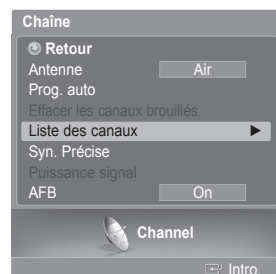 Chaîne
Retour
Antenne Air
Prog. auto
Effacer les canaux brouillés
Liste des canaux ►
Syn. Précise
Puissance signal
AFB On
Channel
Intro.